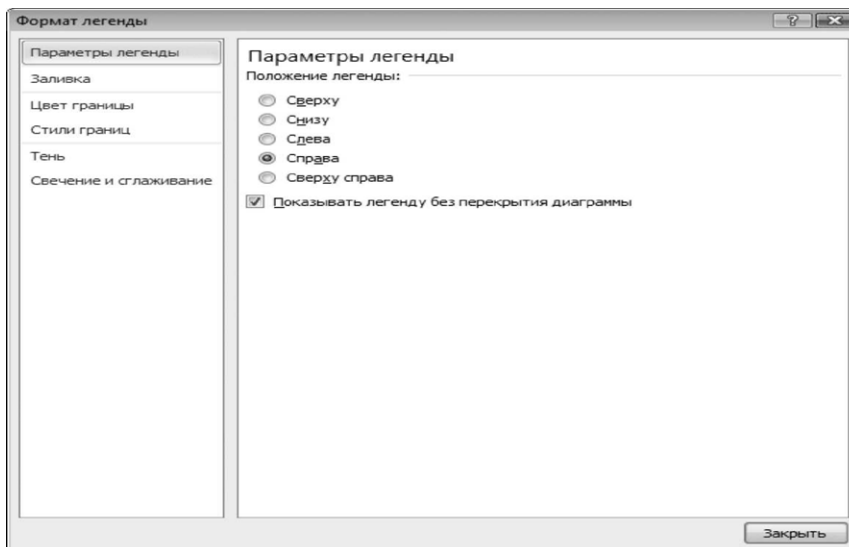 Формат легенды
Параметры легенды
Заливка
Цвет границы
Стили границ
Тень
Свечение и сглаживание
Параметры легенды
Положение легенды:
Сверху
Снизу
Слева
Справа
Сверху справа
Показывать легенду без перекрытия диаграммы
Закрыть